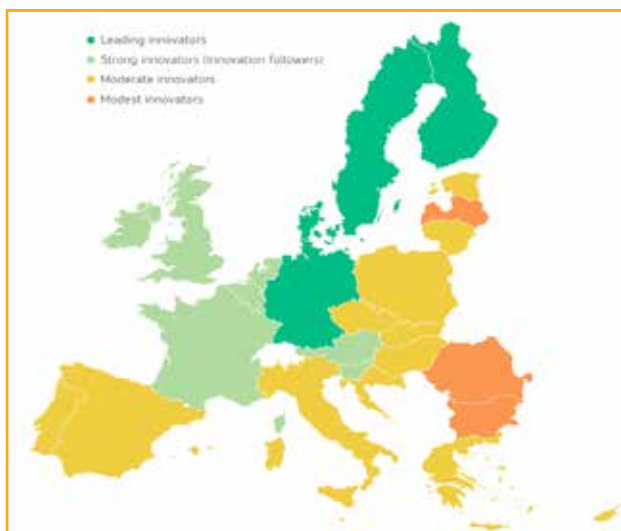 Leading innovators
Strong innovators (Innovation followers)
Moderate innovators
Modest innovators